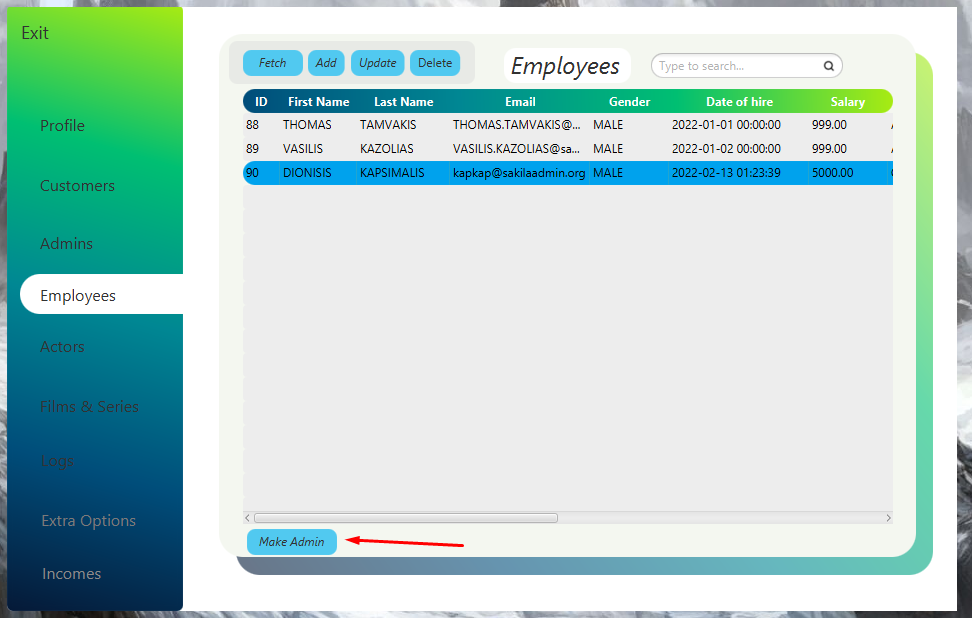 Exit
Profile
Customers
Admins
Employees
Actors
Films & Series
Logs
Extra Options
Incomes
Fetch Add Update Delete Employees Type to search...
ID First Name Last Name Email Gender Date of hire Salary
88 THOMAS TAMVAKIS THOMAS.TAMVAKIS@... MALE 2022-01-01 00:00:00 999.00
89 VASILIS KAZOLIAS VASILIS.KAZOLIAS@sa... MALE 2022-01-02 00:00:00 999.00
90 DIONISIS KAPSIMALIS kapkap@sakilaadmin.org MALE 2022-02-13 01:23:39 5000.00
Make Admin